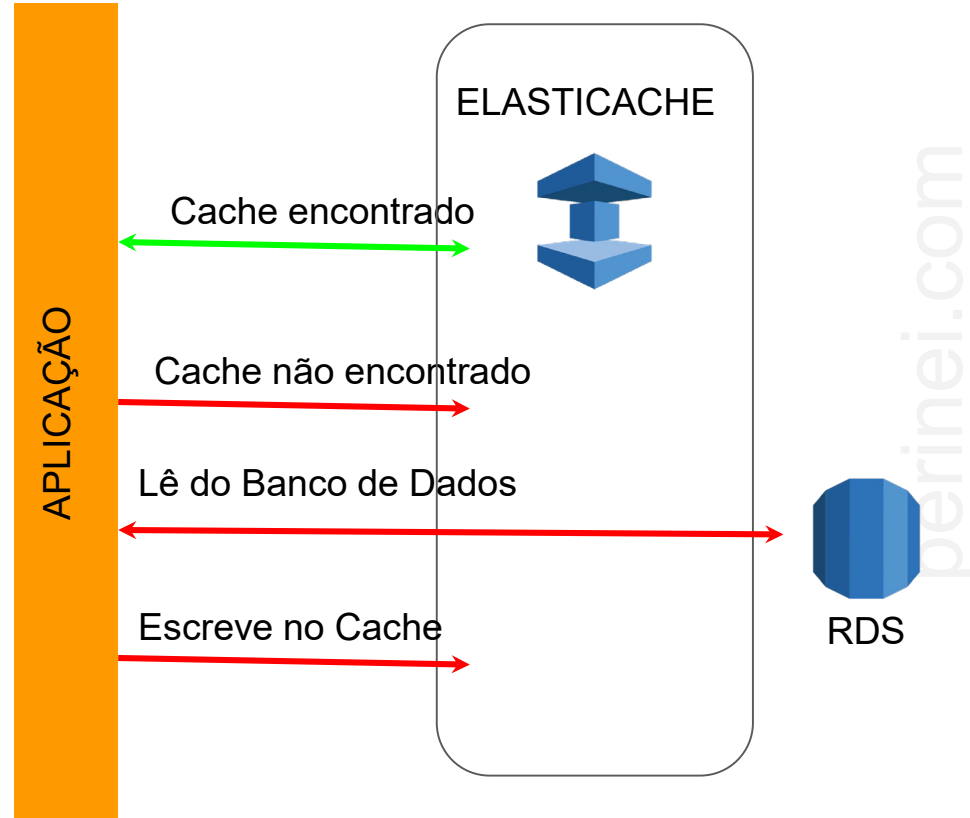 ELASTICACHE
Cache encontrado
Cache não encontrado
APLICAÇÃO
Lê do Banco de Dados
Escreve no Cache
RDS
perinei.com